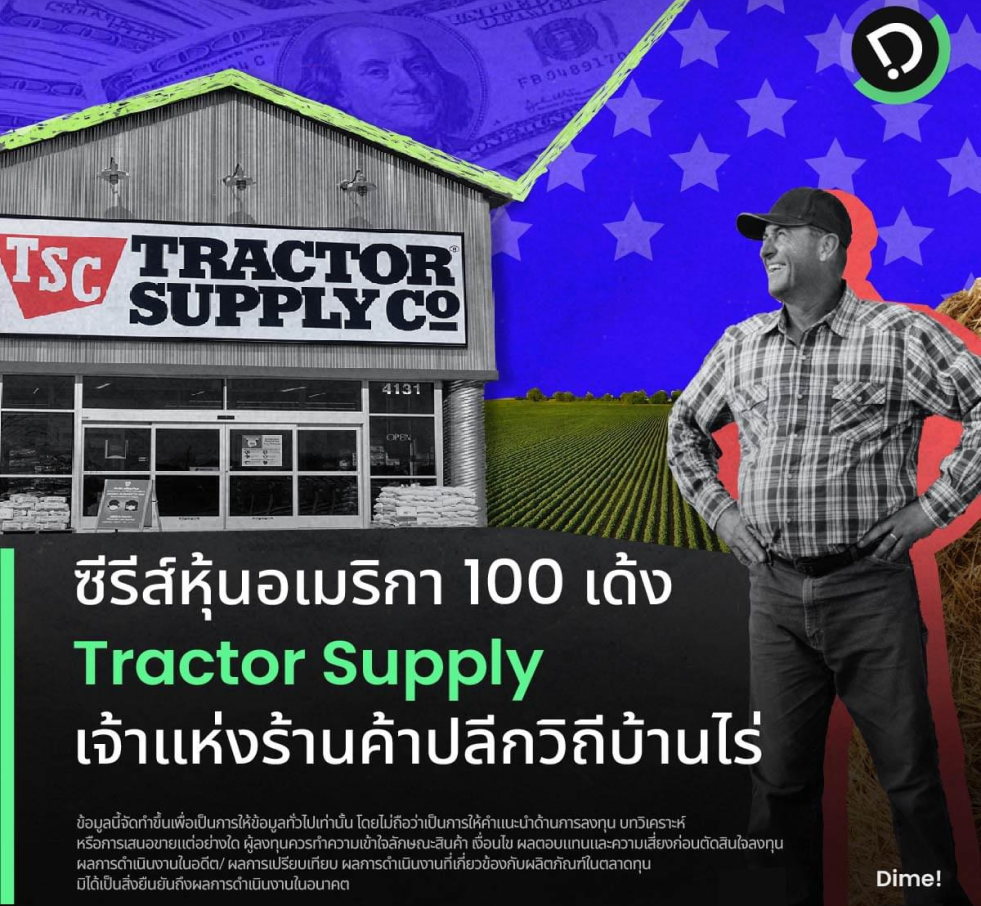 FB 0489170
TSC TRACTOR®
SUPPLY CO
4131
OPEN
ซีรีส์หุ้นอเมริกา 100 เด้ง
Tractor Supply
เจ้าแห่งร้านค้าปลีกวิถีบ้านไร่
ข้อมูลนี้จัดทำขึ้นเพื่อเป็นการให้ข้อมูลทั่วไปเท่านั้น โดยไม่ถือว่าเป็นการให้คำแนะนำด้านการลงทุน บทวิเคราะห์
หรือการเสนอขายแต่อย่างใด ผู้ลงทุนควรทำความเข้าใจลักษณะสินค้า เงื่อนไข ผลตอบแทนและความเสี่ยงก่อนตัดสินใจลงทุน
ผลการดำเนินงานในอดีต/ ผลการเปรียบเทียบ ผลการดำเนินงานที่เกี่ยวข้องกับผลิตภัณฑ์ในตลาดทุน
มิได้เป็นสิ่งยืนยันถึงผลการดำเนินงานในอนาคต
Dime!